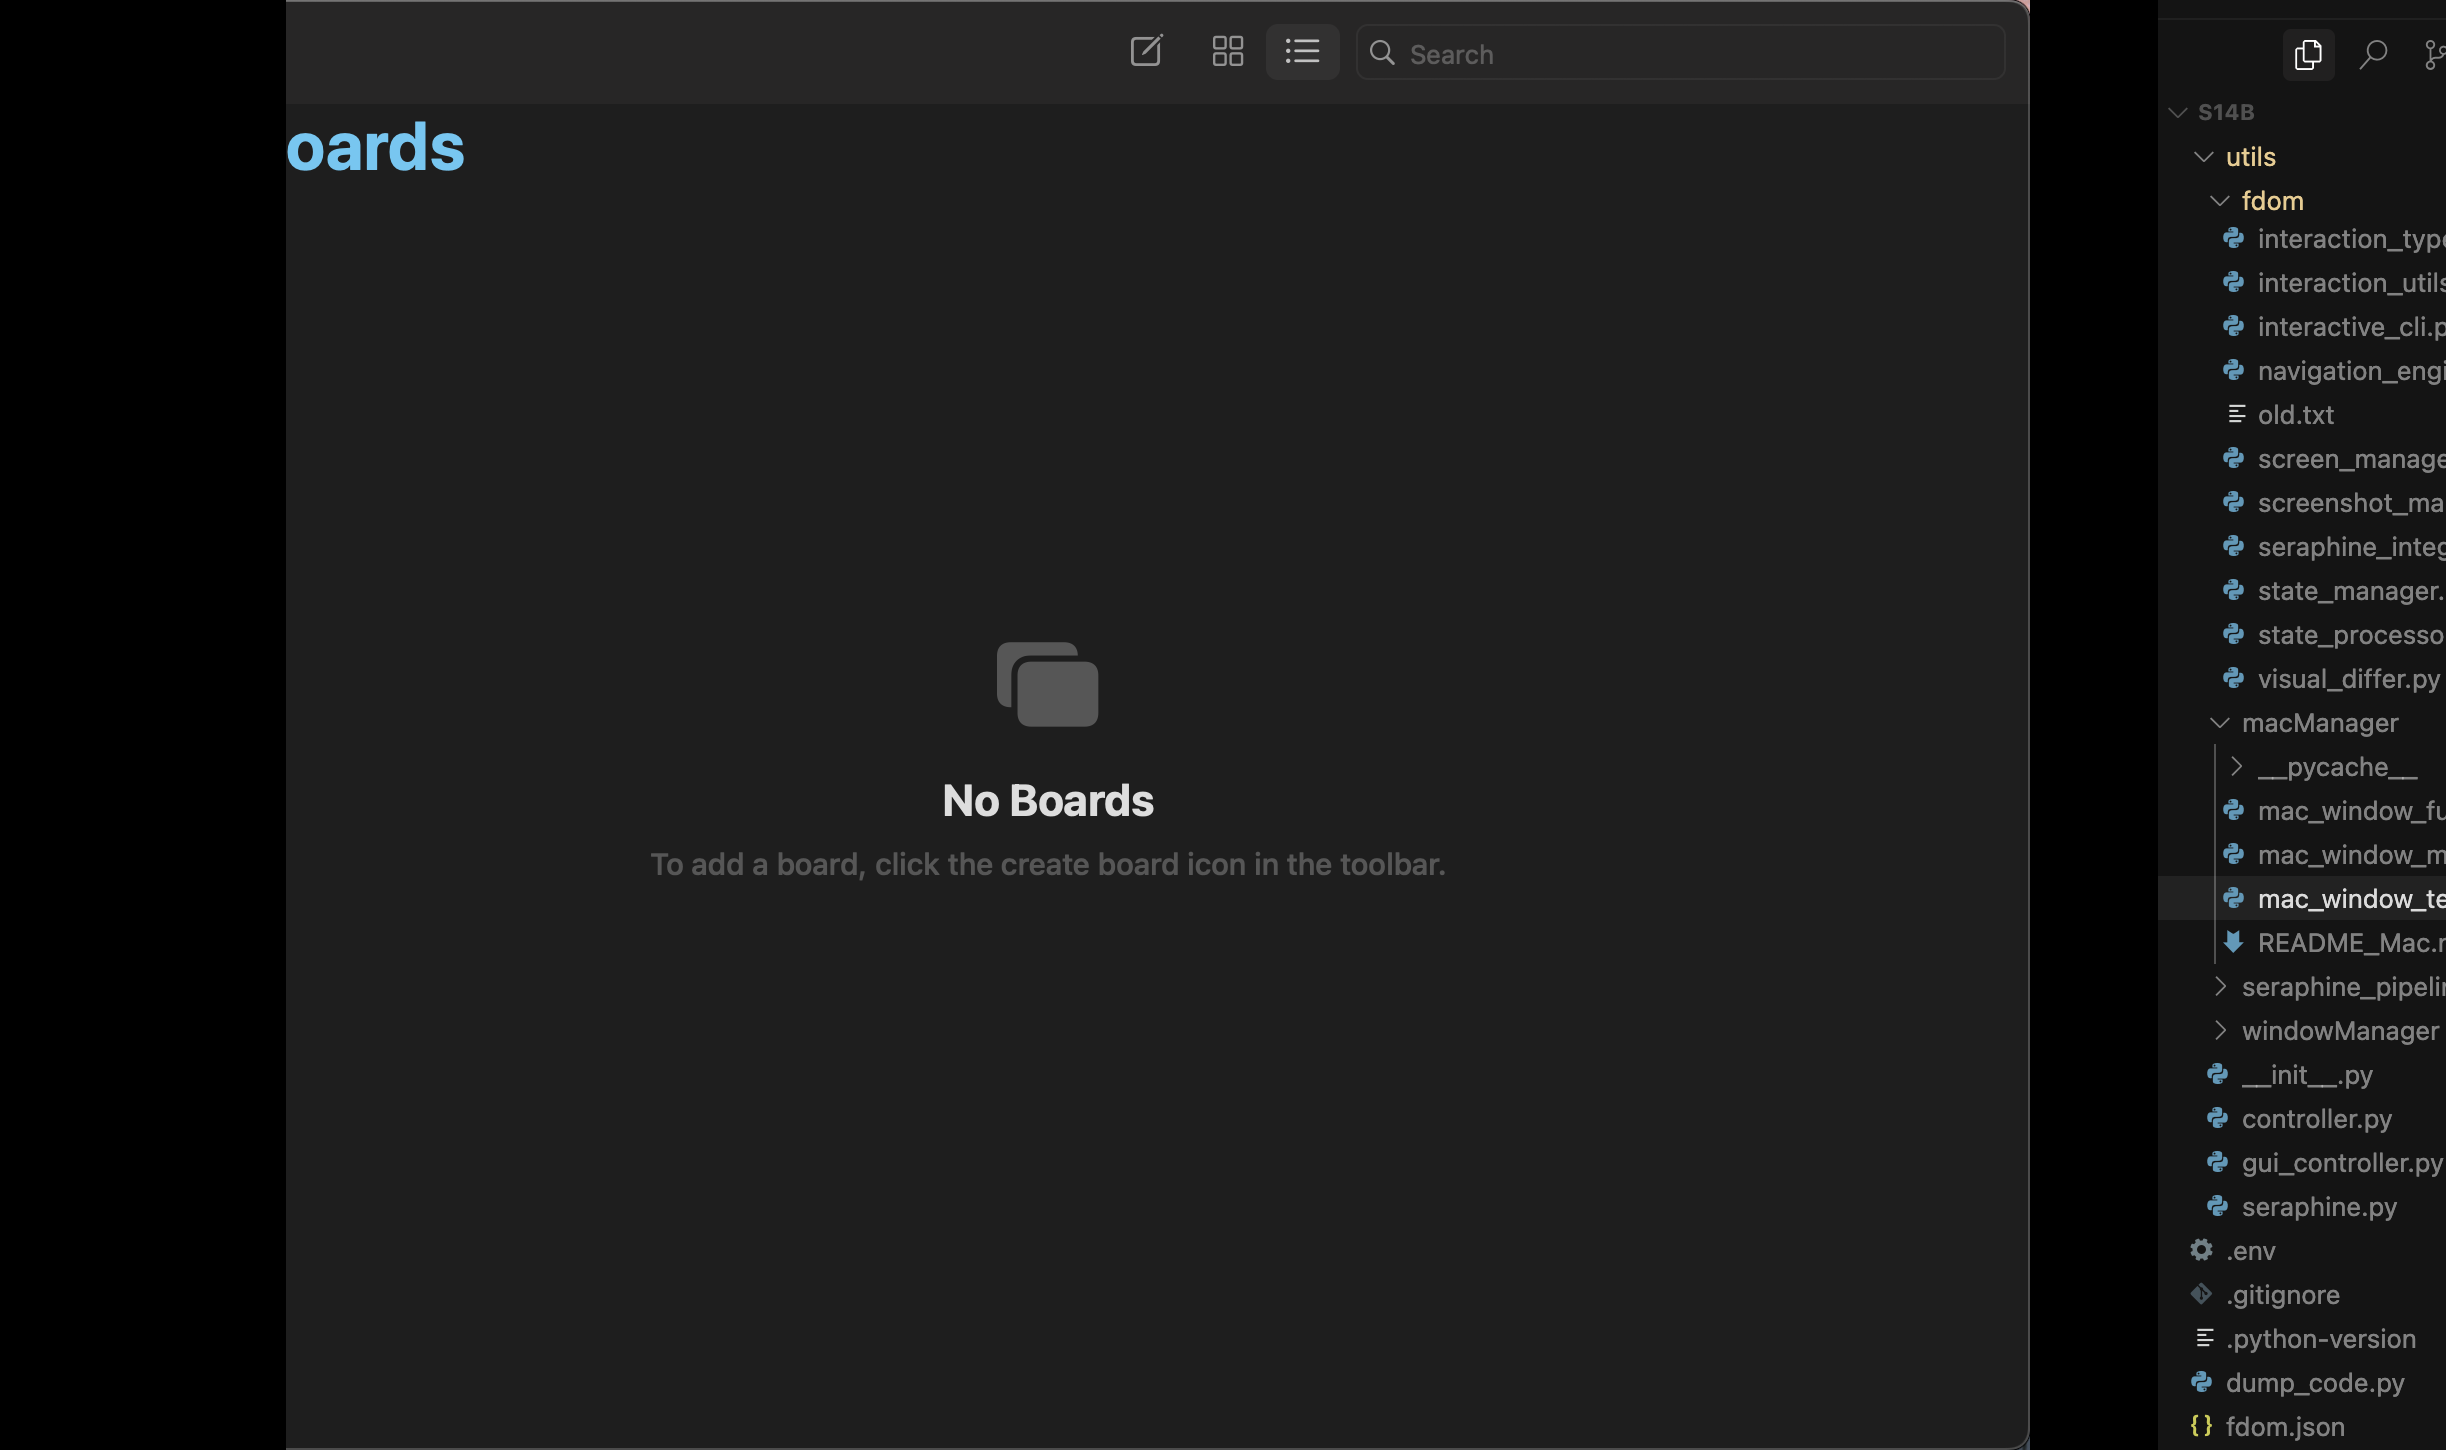 Search
oards
No Boards
To add a board, click the create board icon in the toolbar.
S14B
utils
fdom
interaction_type
interaction_utils
interactive_cli.p
navigation_engi
old.txt
screen_manage
screenshot_ma
seraphine_integ
state_manager.
state_processo
visual_differ.py
macManager
__pycache__
mac_window_fu
mac_window_m
mac_window_te
README_Mac.r
seraphine_pipelin
windowManager
__init__.py
controller.py
gui_controller.py
seraphine.py
.env
.gitignore
.python-version
dump_code.py
fdom.json